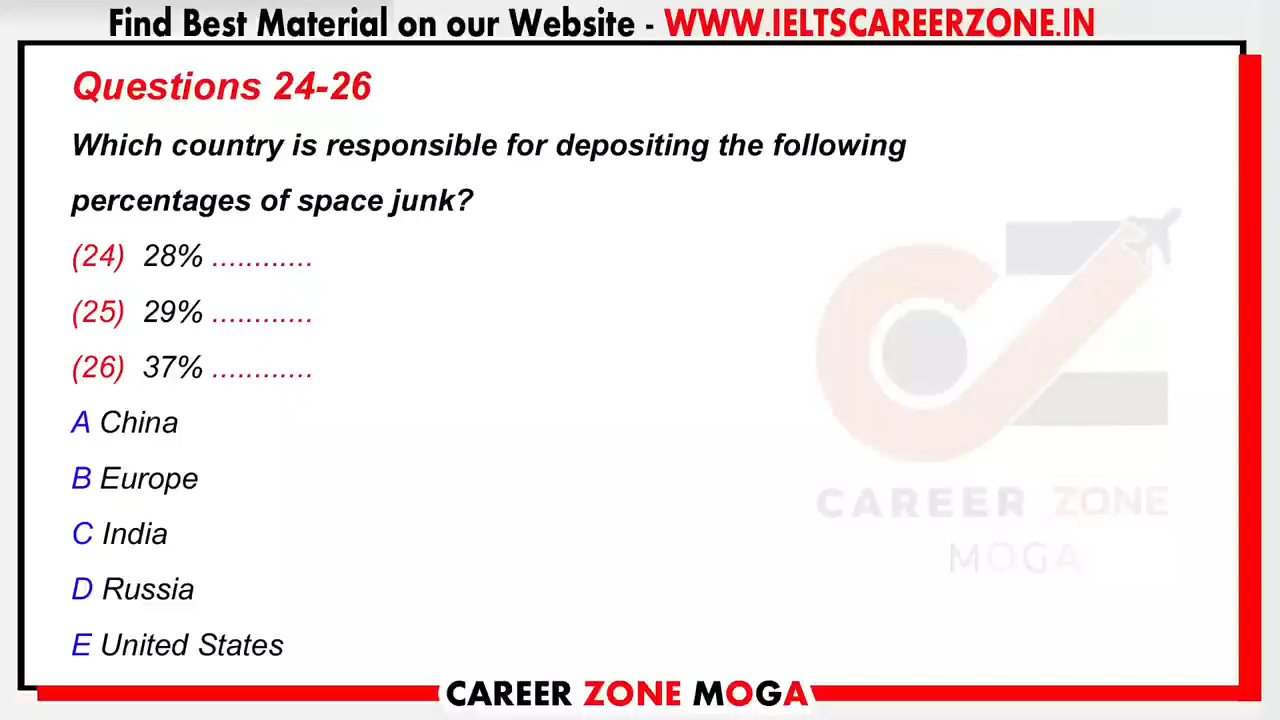 Find Best Material on our Website - WWW.IELTSCAREERZONE.IN
Questions 24-26
Which country is responsible for depositing the following
percentages of space junk?
(24) 28% ............
(25) 29% ............
(26) 37% ............
A China
B Europe
C India
D Russia
E United States
CAREER ZONE
MOGA
CAREER ZONE MOGA